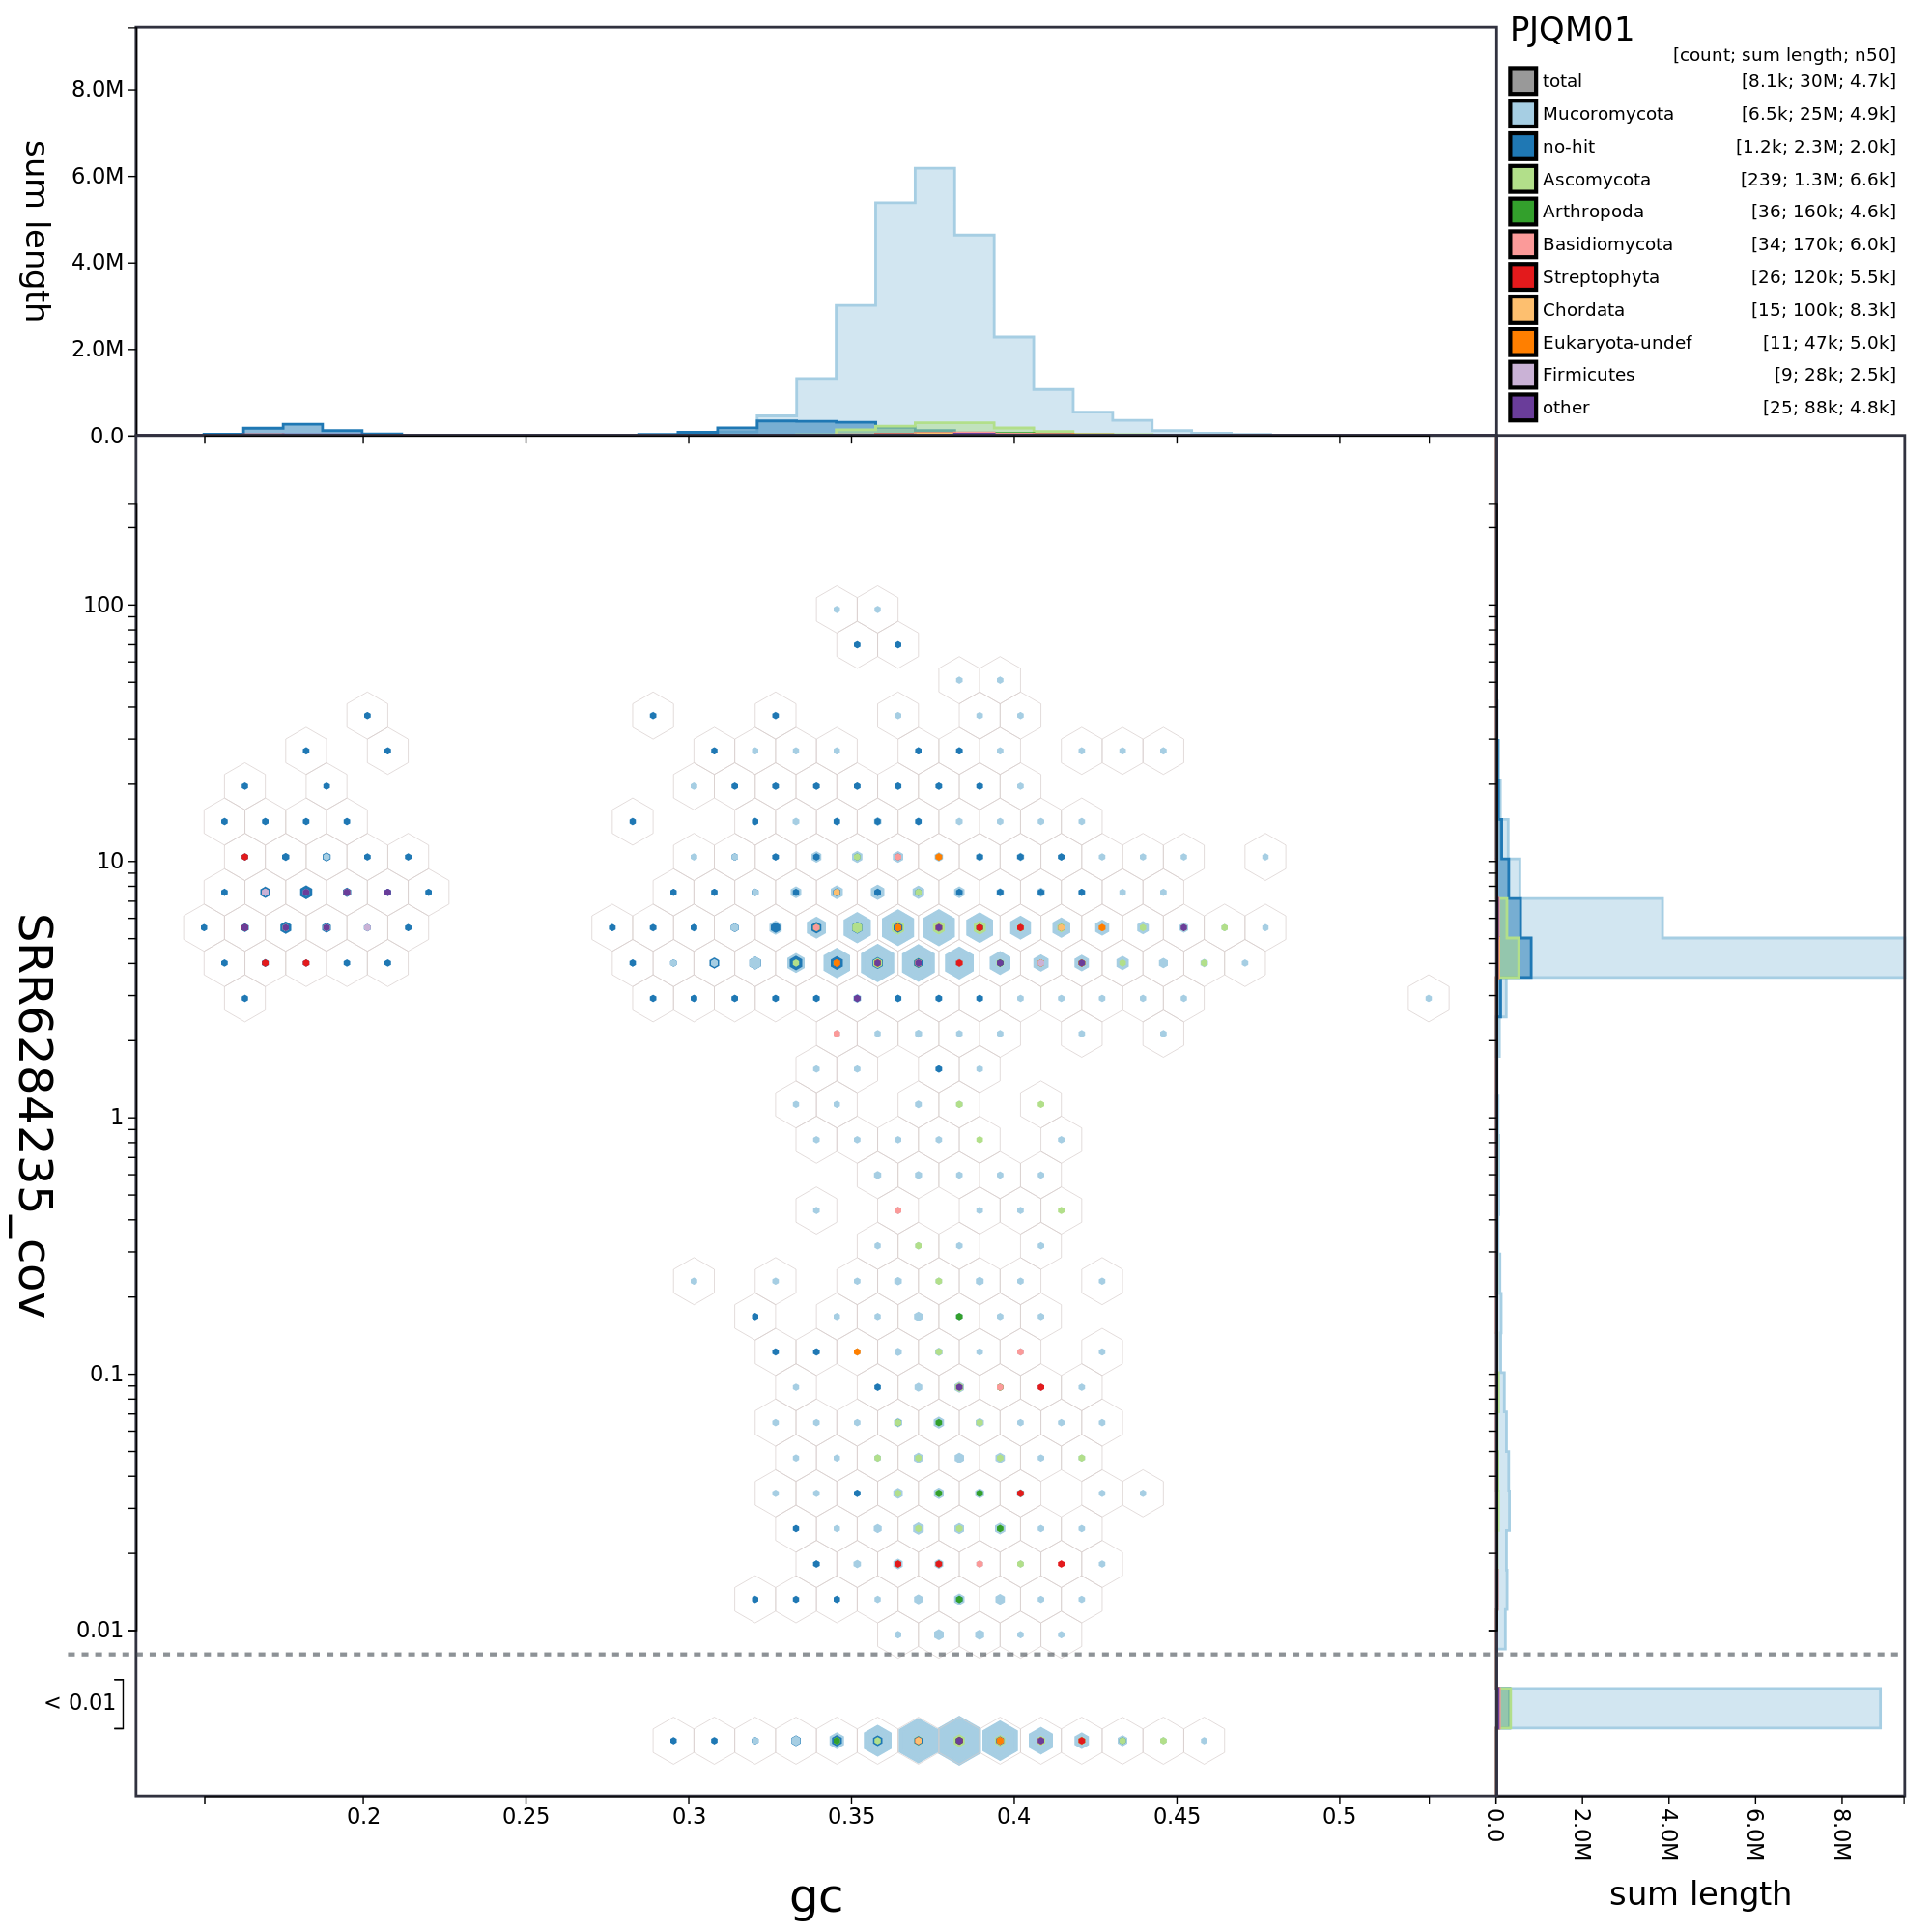 PJQM01
[count; sum length; n50]
total [8.1k; 30M; 4.7k]
Mucoromycota [6.5k; 25M; 4.9k]
no-hit [1.2k; 2.3M; 2.0k]
Ascomycota [239; 1.3M; 6.6k]
Arthropoda [36; 160k; 4.6k]
Basidiomycota [34; 170k; 6.0k]
Streptophyta [26; 120k; 5.5k]
Chordata [15; 100k; 8.3k]
Eukaryota-undef [11; 47k; 5.0k]
Firmicutes [9; 28k; 2.5k]
other [25; 88k; 4.8k]
sum length
8.0M
6.0M
4.0M
2.0M
0.0
SRR6284235_cov
100
10
1
0.1
0.01
< 0.01
0.2 0.25 0.3 0.35 0.4 0.45 0.5
gc
0.0 2.0M 4.0M 6.0M 8.0M
sum length